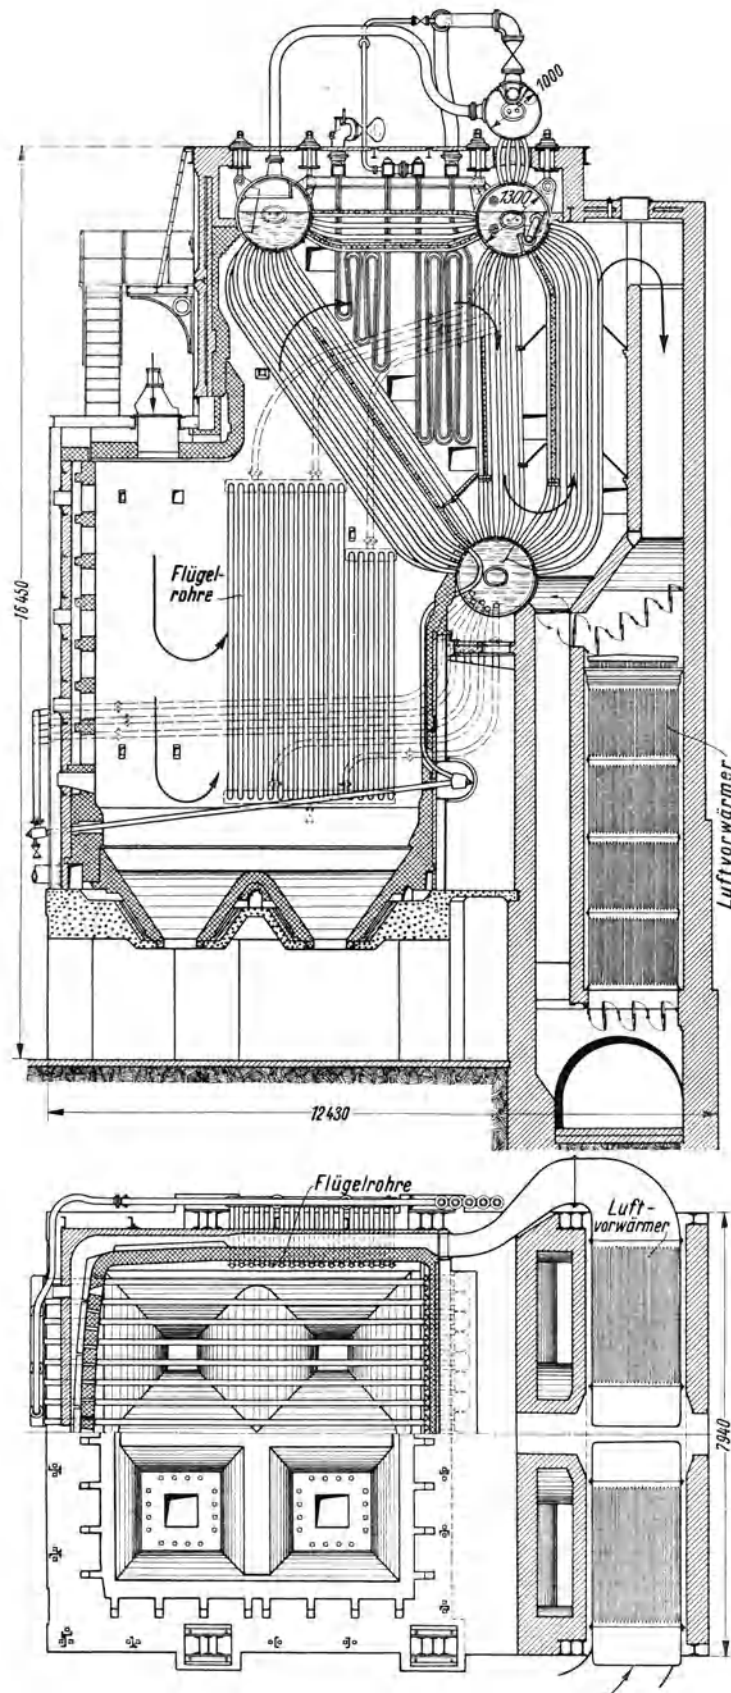 1000
1300
Flügel-
rohre
16450
Luftvorwärmer
12430
Flügelrohre
Luft-
vorwärmer
7940